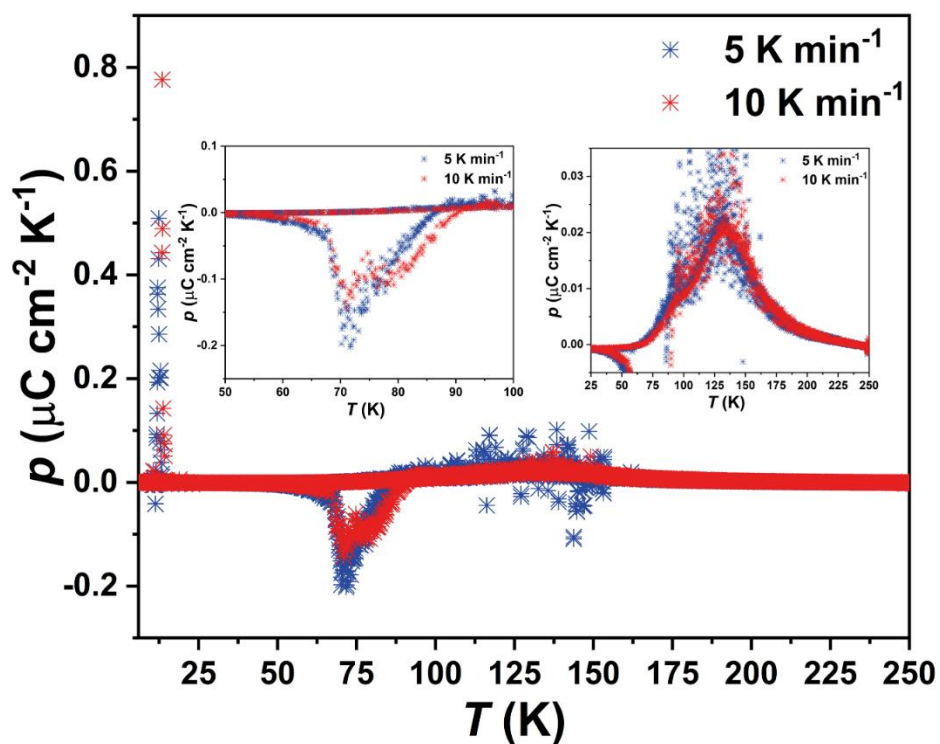 5 K min⁻¹
10 K min⁻¹
p (μC cm⁻² K⁻¹)
0.8
0.6
0.4
0.2
0.0
-0.2
25 50 75 100 125 150 175 200 225 250
T (K)
5 K min⁻¹
10 K min⁻¹
p (μC cm⁻² K⁻¹)
0.1
0.0
-0.1
-0.2
50 60 70 80 90 100
T (K)
5 K min⁻¹
10 K min⁻¹
p (μC cm⁻² K⁻¹)
0.03
0.02
0.01
0.00
25 50 75 100 125 150 175 200 225 250
T (K)